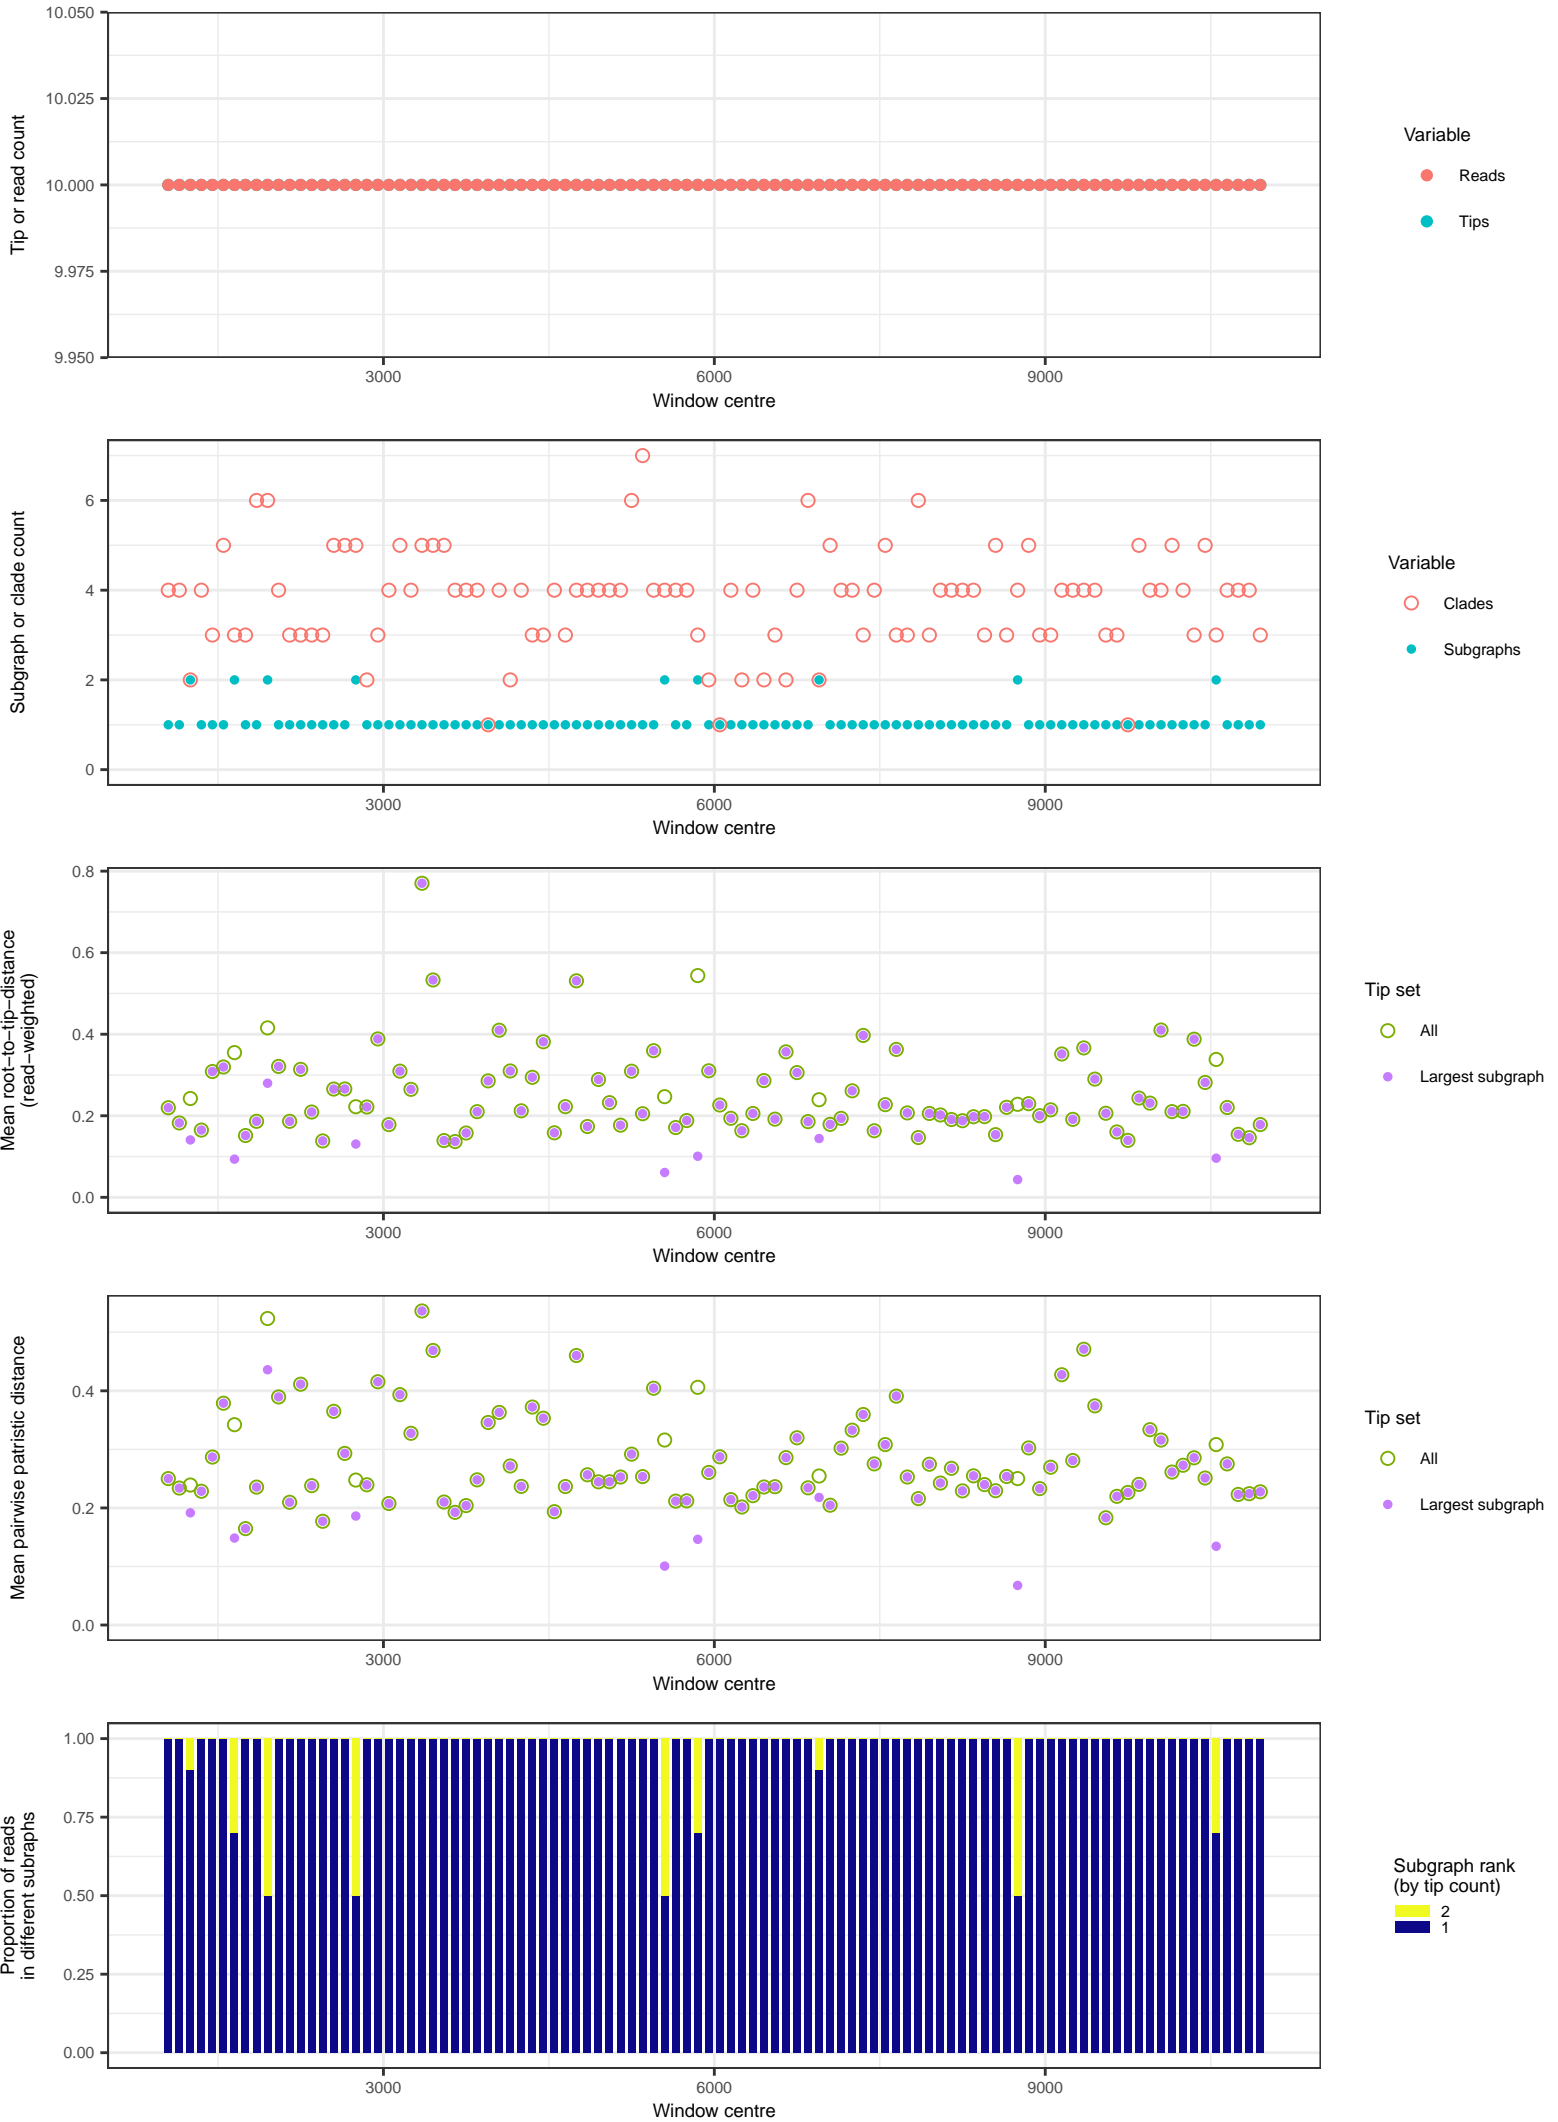 10.050
10.025
10.000
9.975
9.950
Tip or read count
3000
6000
9000
Window centre
Variable
Reads
Tips
6
4
2
0
Subgraph or clade count
3000
6000
9000
Window centre
Variable
Clades
Subgraphs
0.8
0.6
0.4
0.2
0.0
Mean root−to−tip−distance
(read−weighted)
3000
6000
9000
Window centre
Tip set
All
Largest subgraph
0.4
0.2
0.0
Mean pairwise patristic distance
3000
6000
9000
Window centre
Tip set
All
Largest subgraph
1.00
0.75
0.50
0.25
0.00
Proportion of reads
in different subraphs
3000
6000
9000
Window centre
Subgraph rank
(by tip count)
2
1